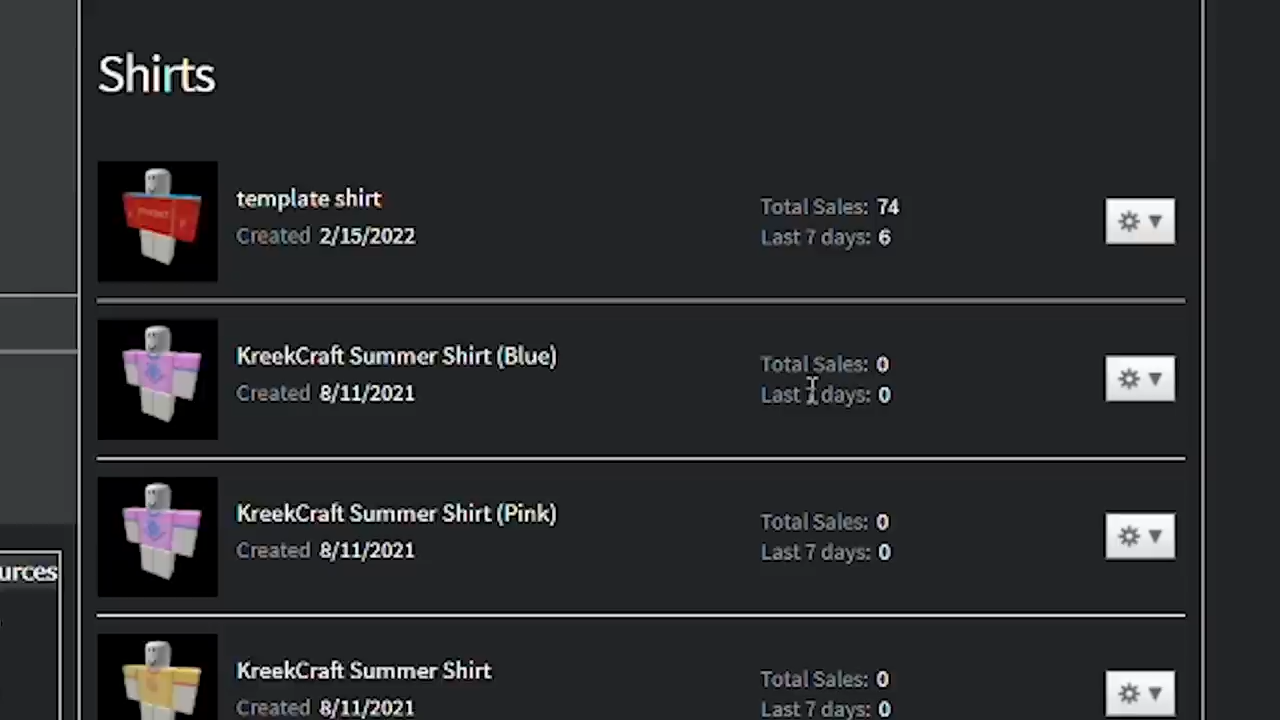 Shirts
template shirt
Created 2/15/2022
Total Sales: 74
Last 7 days: 6
KreekCraft Summer Shirt (Blue)
Created 8/11/2021
Total Sales: 0
Last 7 days: 0
KreekCraft Summer Shirt (Pink)
Created 8/11/2021
Total Sales: 0
Last 7 days: 0
urces
KreekCraft Summer Shirt
Created 8/11/2021
Total Sales: 0
Last 7 days: 0